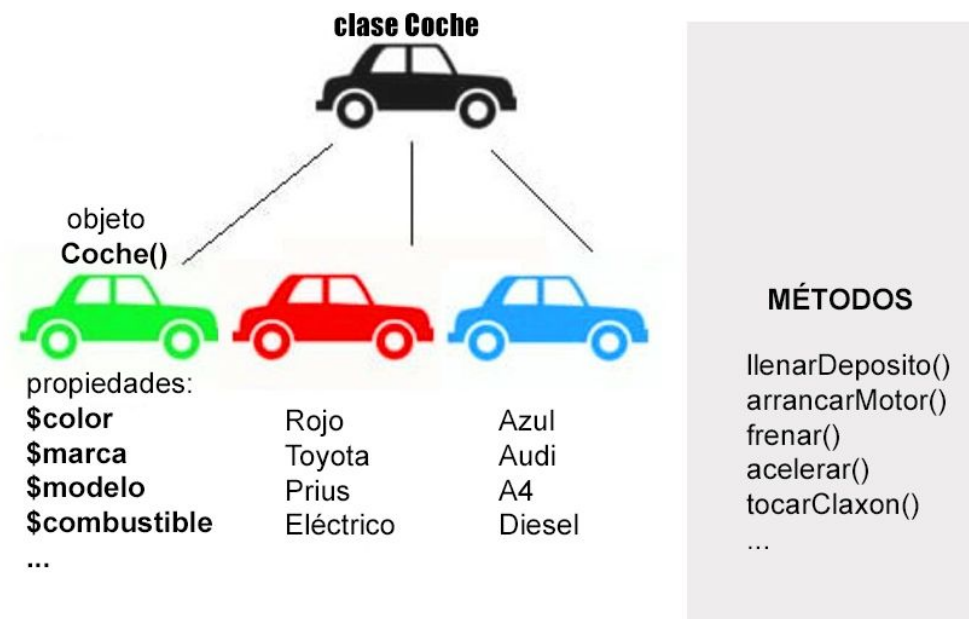 clase Coche
objeto
Coche()
propiedades:
$color
$marca
$modelo
$combustible
...
Rojo
Toyota
Prius
Eléctrico
Azul
Audi
A4
Diesel
MÉTODOS
llenarDeposito()
arrancarMotor()
frenar()
acelerar()
tocarClaxon()
...